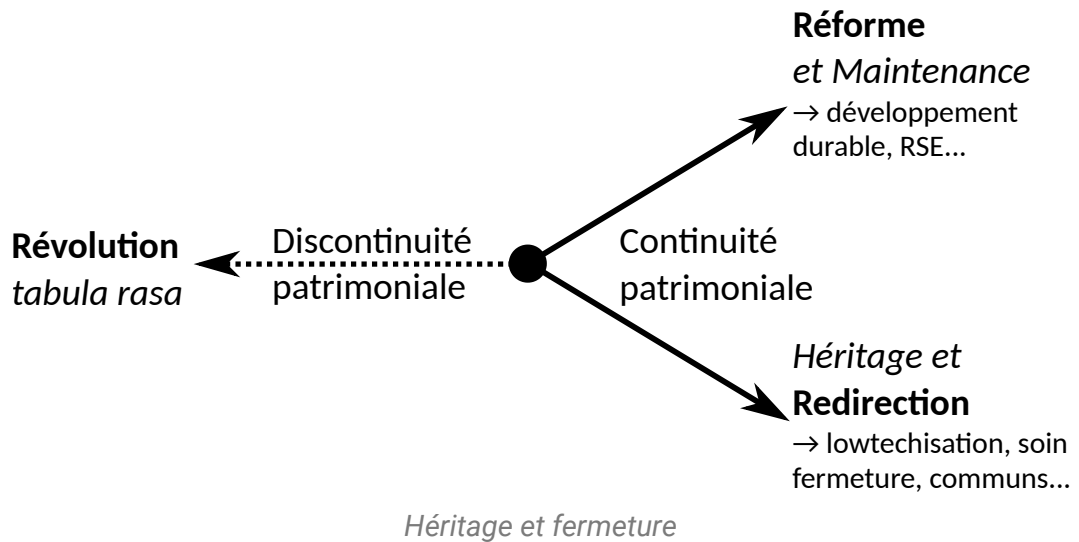 Réforme
et Maintenance
→ développement
durable, RSE...
Révolution
tabula rasa
Discontinuité
patrimoniale
Continuité
patrimoniale
Héritage et
Redirection
→ lowtechisation, soin
fermeture, communs...
Héritage et fermeture